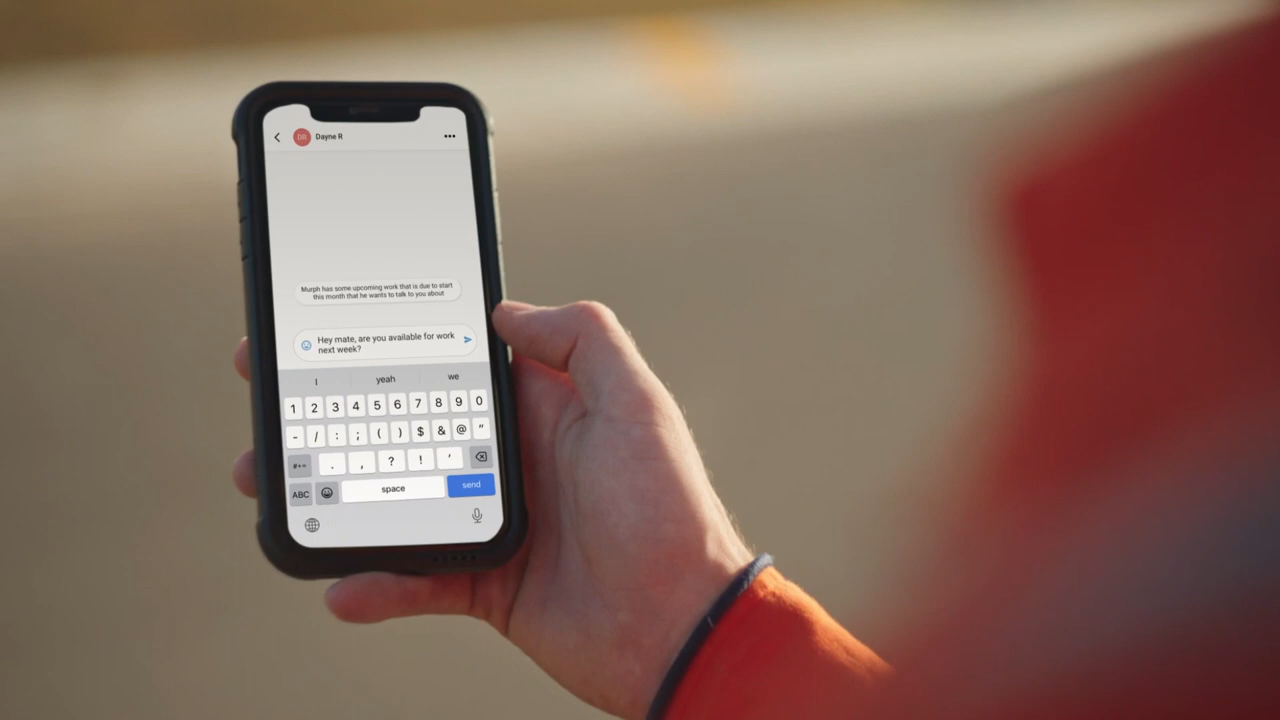 DR Dayne R
Murph has some upcoming work that is due to start
this month that he wants to talk to you about
Hey mate, are you available for work
next week?
I yeah we
1 2 3 4 5 6 7 8 9 0
- / : ; ( ) $ & @ "
#+= . , ? ! '
ABC space send